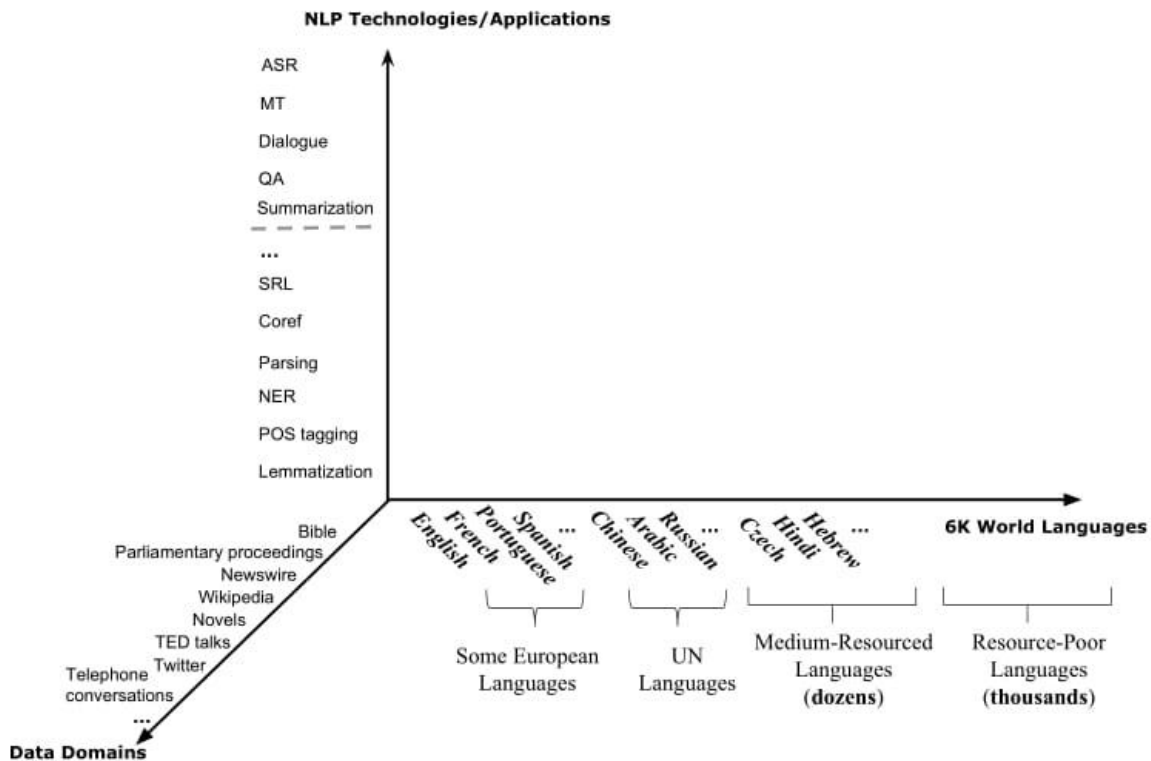 NLP Technologies/Applications
ASR
MT
Dialogue
QA
Summarization
...
SRL
Coref
Parsing
NER
POS tagging
Lemmatization
Bible
Parliamentary proceedings
Newswire
Wikipedia
Novels
TED talks
Twitter
Telephone
conversations
...
Data Domains
English
French
Portuguese
Spanish
...
Chinese
Arabic
Russian
...
Czech
Hindi
Hebrew
...
6K World Languages
Some European
Languages
UN
Languages
Medium-Resourced
Languages
(dozens)
Resource-Poor
Languages
(thousands)